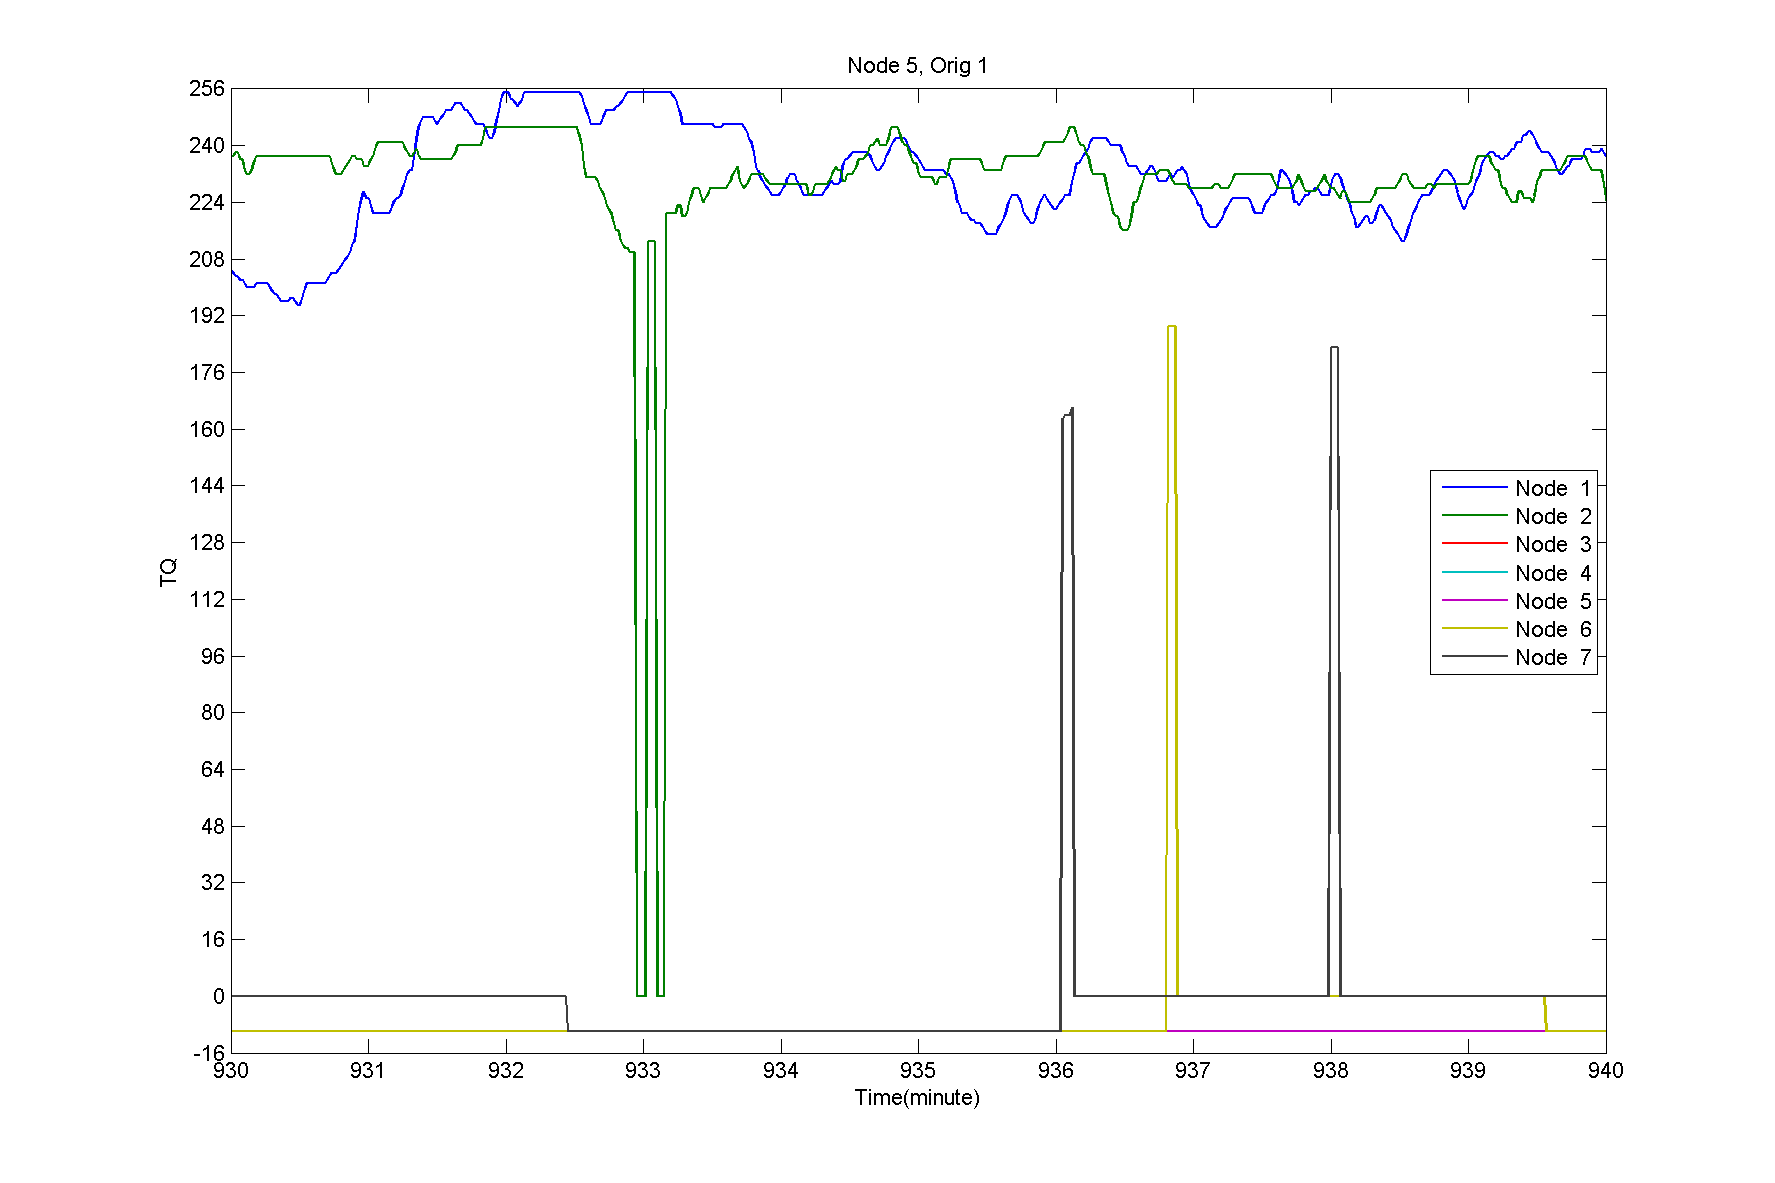 Node 5, Orig 1
256
240
224
208
192
176
160
144
128
112
96
80
64
48
32
16
0
-16
TQ
Node 1
Node 2
Node 3
Node 4
Node 5
Node 6
Node 7
930 931 932 933 934 935 936 937 938 939 940
Time(minute)